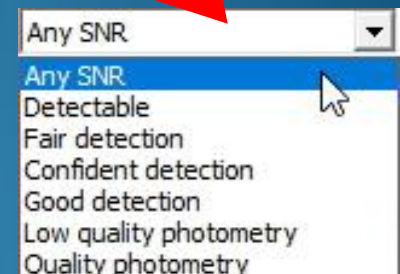 Any SNR
Any SNR
Detectable
Fair detection
Confident detection
Good detection
Low quality photometry
Quality photometry